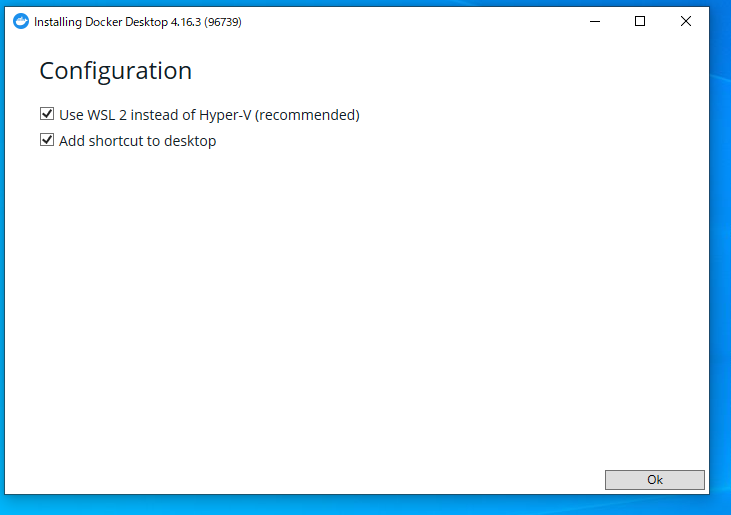 Installing Docker Desktop 4.16.3 (96739)
Configuration
Use WSL 2 instead of Hyper-V (recommended)
Add shortcut to desktop
Ok